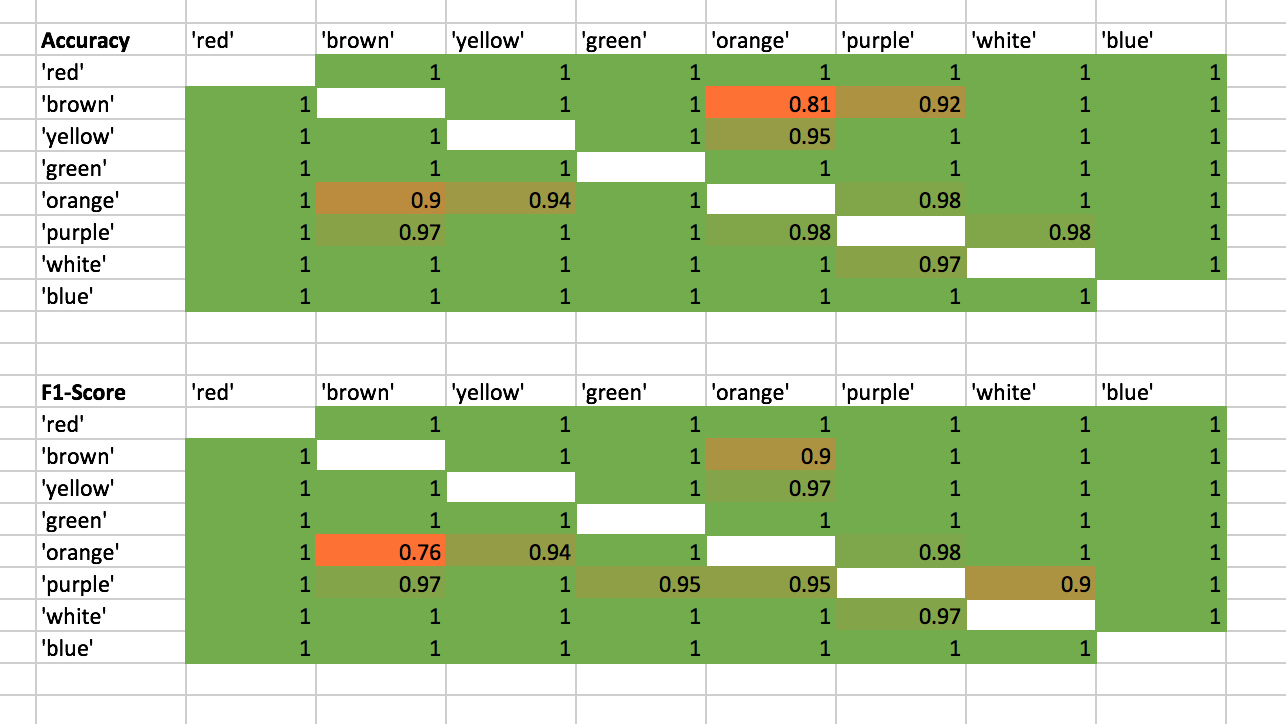 Accuracy 'red' 'brown' 'yellow' 'green' 'orange' 'purple' 'white' 'blue'
'red' 1 1 1 1 1 1 1
'brown' 1 1 1 0.81 0.92 1 1
'yellow' 1 1 1 0.95 1 1 1
'green' 1 1 1 1 1 1 1
'orange' 1 0.9 0.94 1 0.98 1 1
'purple' 1 0.97 1 1 0.98 0.98 1
'white' 1 1 1 1 1 0.97 1
'blue' 1 1 1 1 1 1 1
F1-Score 'red' 'brown' 'yellow' 'green' 'orange' 'purple' 'white' 'blue'
'red' 1 1 1 1 1 1 1
'brown' 1 1 1 0.9 1 1 1
'yellow' 1 1 1 0.97 1 1 1
'green' 1 1 1 1 1 1 1
'orange' 1 0.76 0.94 1 0.98 1 1
'purple' 1 0.97 1 0.95 0.95 0.9 1
'white' 1 1 1 1 1 0.97 1
'blue' 1 1 1 1 1 1 1